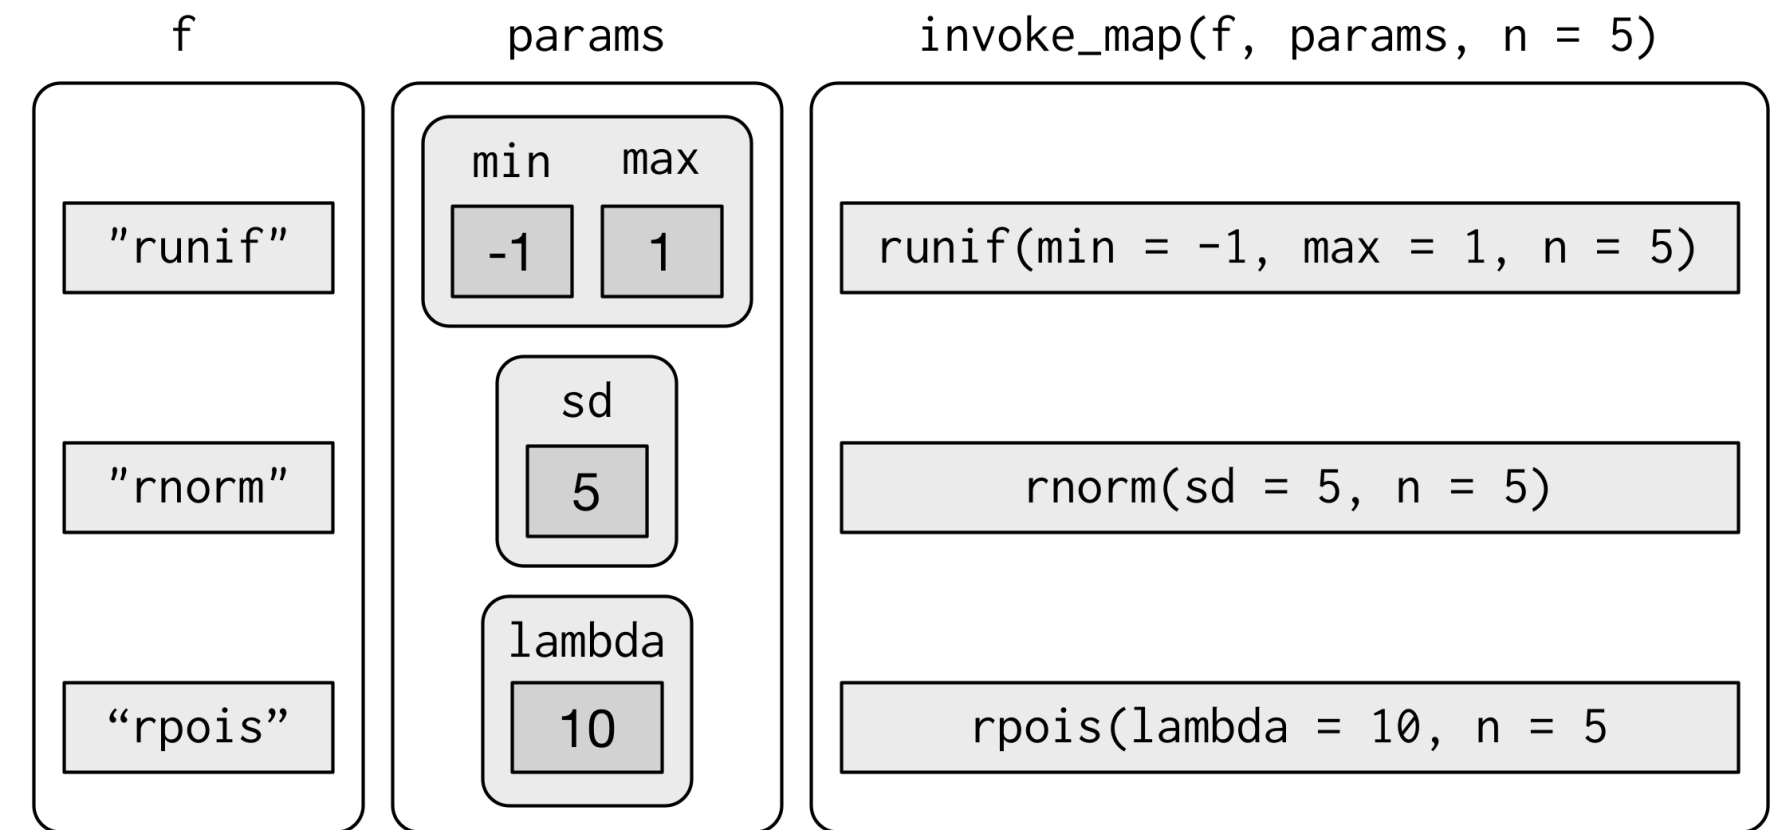 f params invoke_map(f, params, n = 5)
min max
"runif" -1 1 runif(min = -1, max = 1, n = 5)
sd
"rnorm" 5 rnorm(sd = 5, n = 5)
lambda
“rpois” 10 rpois(lambda = 10, n = 5